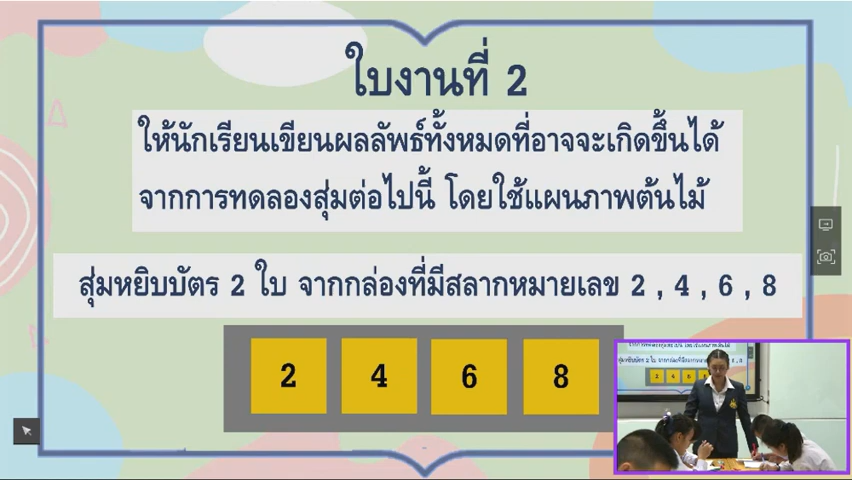 ใบงานที่ 2
ให้นักเรียนเขียนผลลัพธ์ทั้งหมดที่อาจจะเกิดขึ้นได้
จากการทดลองสุ่มต่อไปนี้ โดยใช้แผนภาพต้นไม้
สุ่มหยิบบัตร 2 ใบ จากกล่องที่มีสลากหมายเลข 2 , 4 , 6 , 8
2 4 6 8